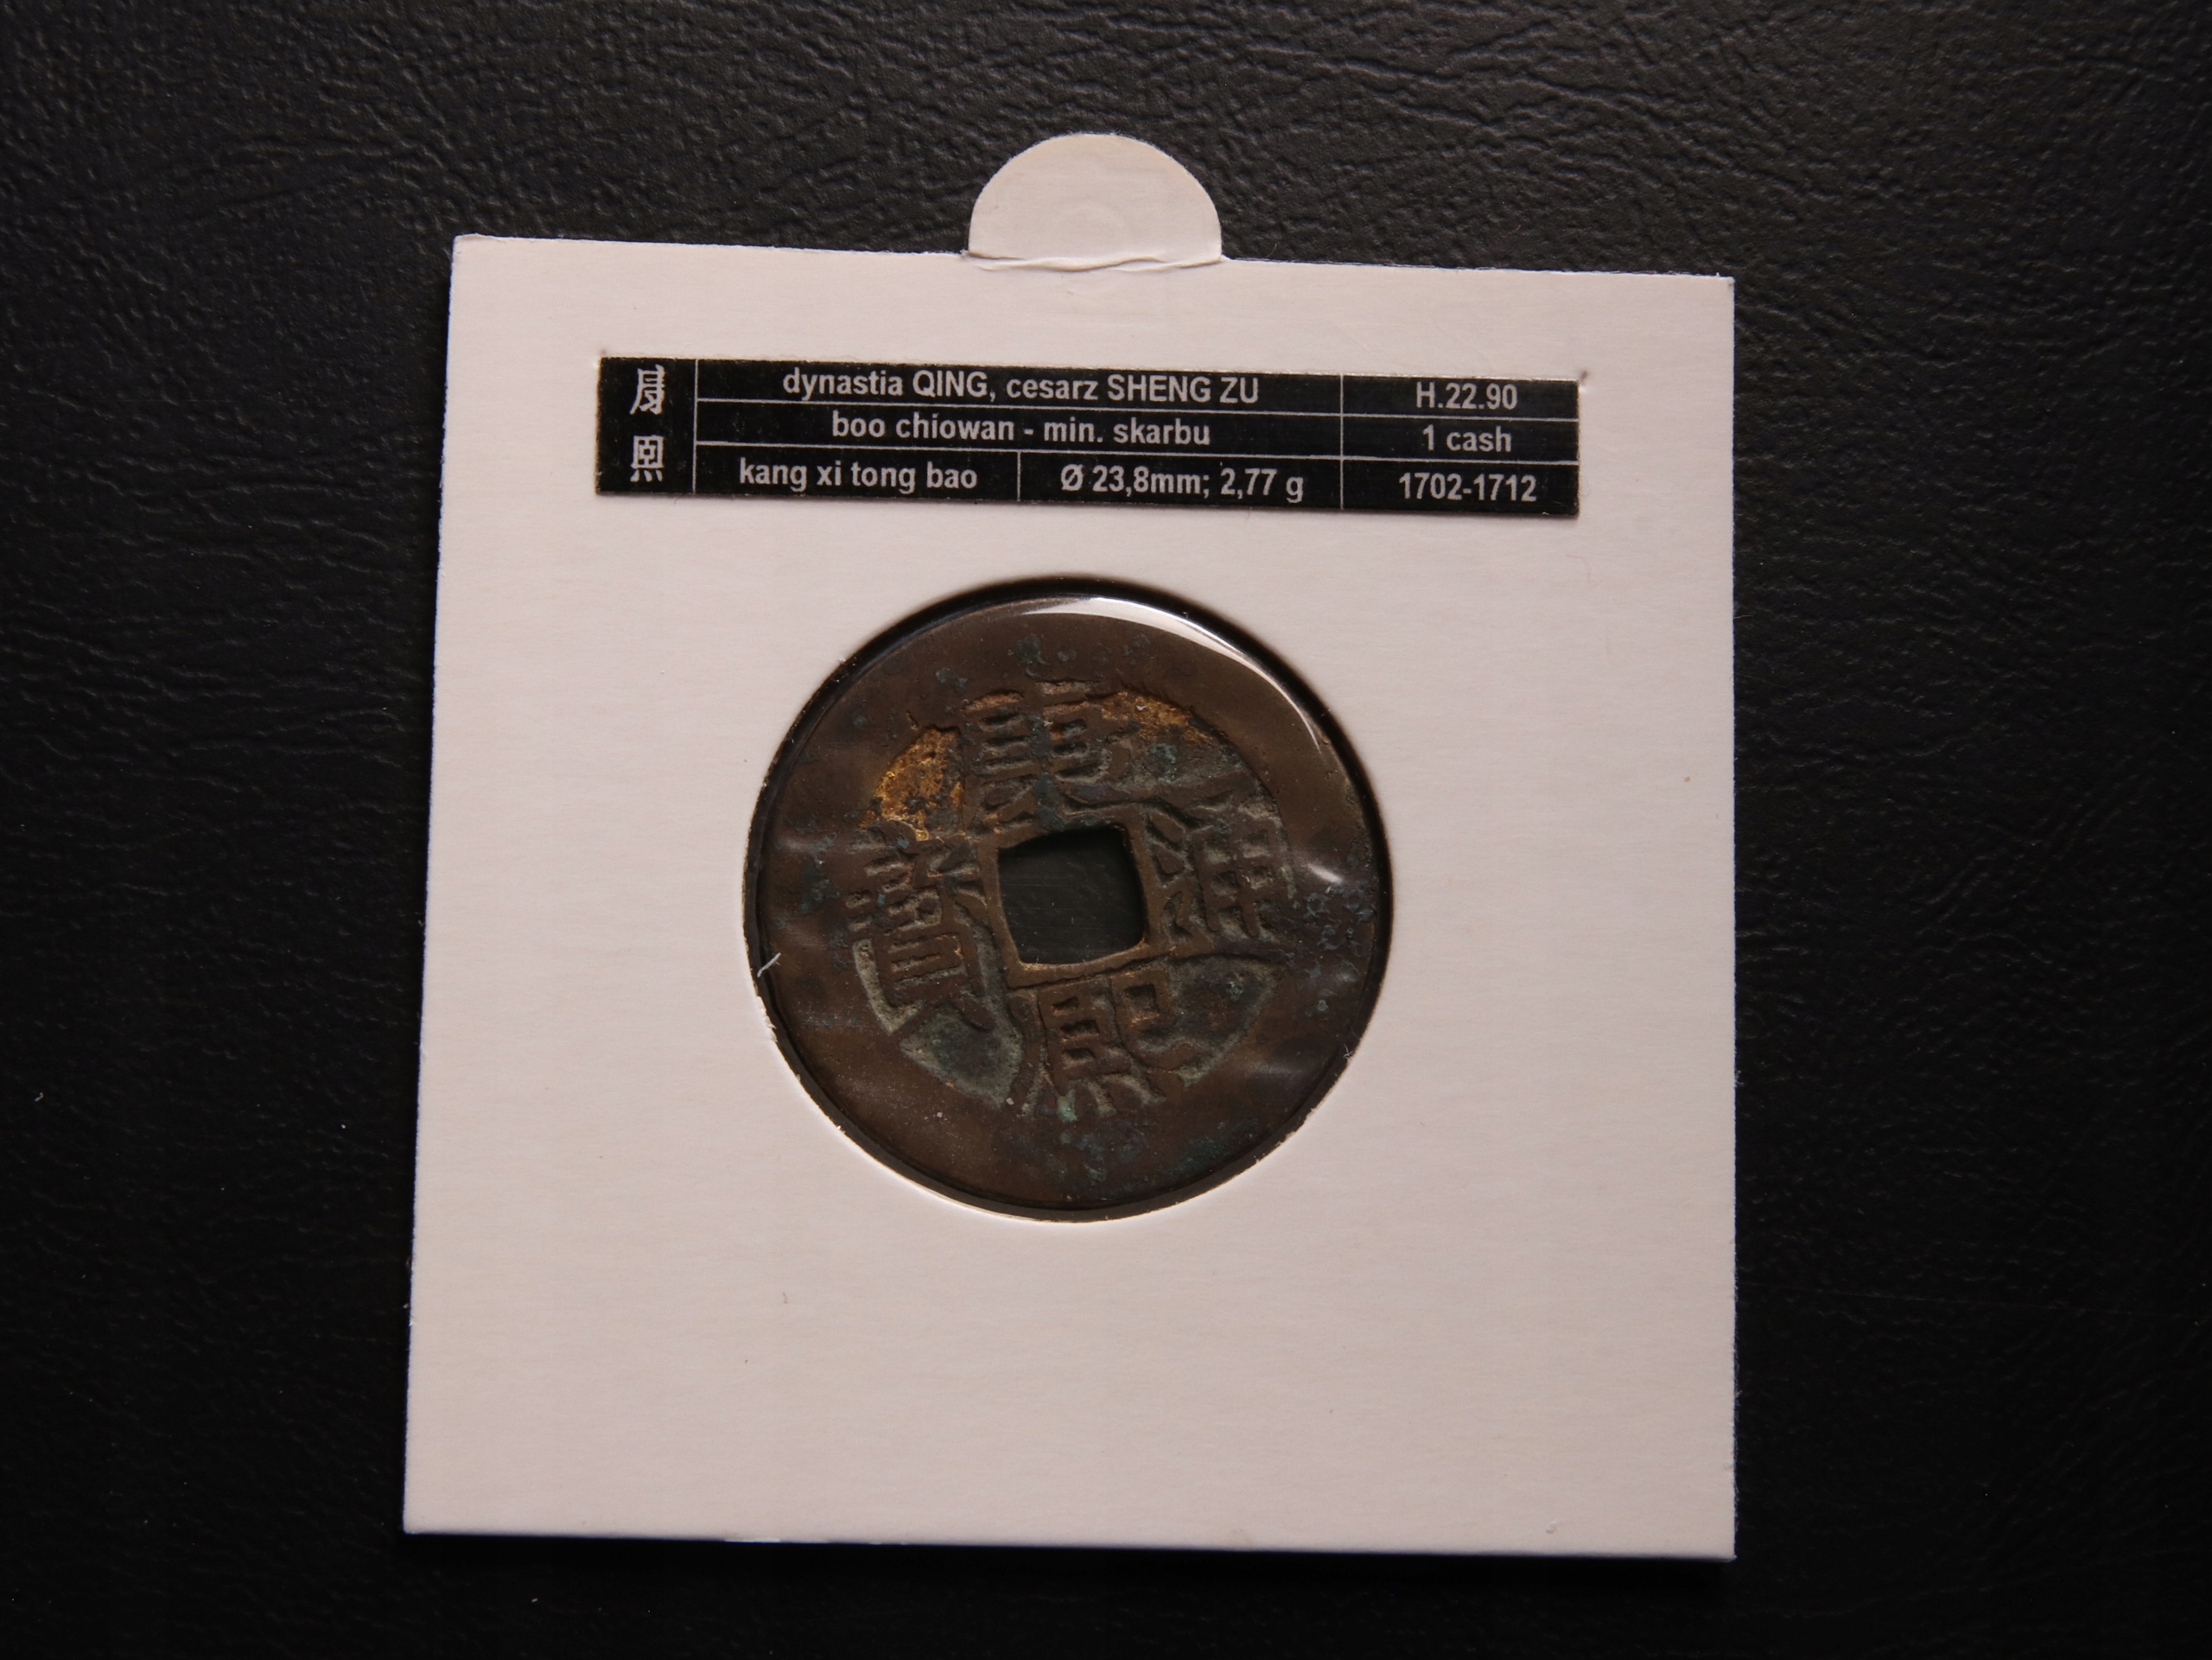 康熙
dynastia QING, cesarz SHENG ZU
H.22.90
boo chiowan - min. skarbu
1 cash
kang xi tong bao
Ø 23,8mm; 2,77 g
1702-1712
康熙通寶